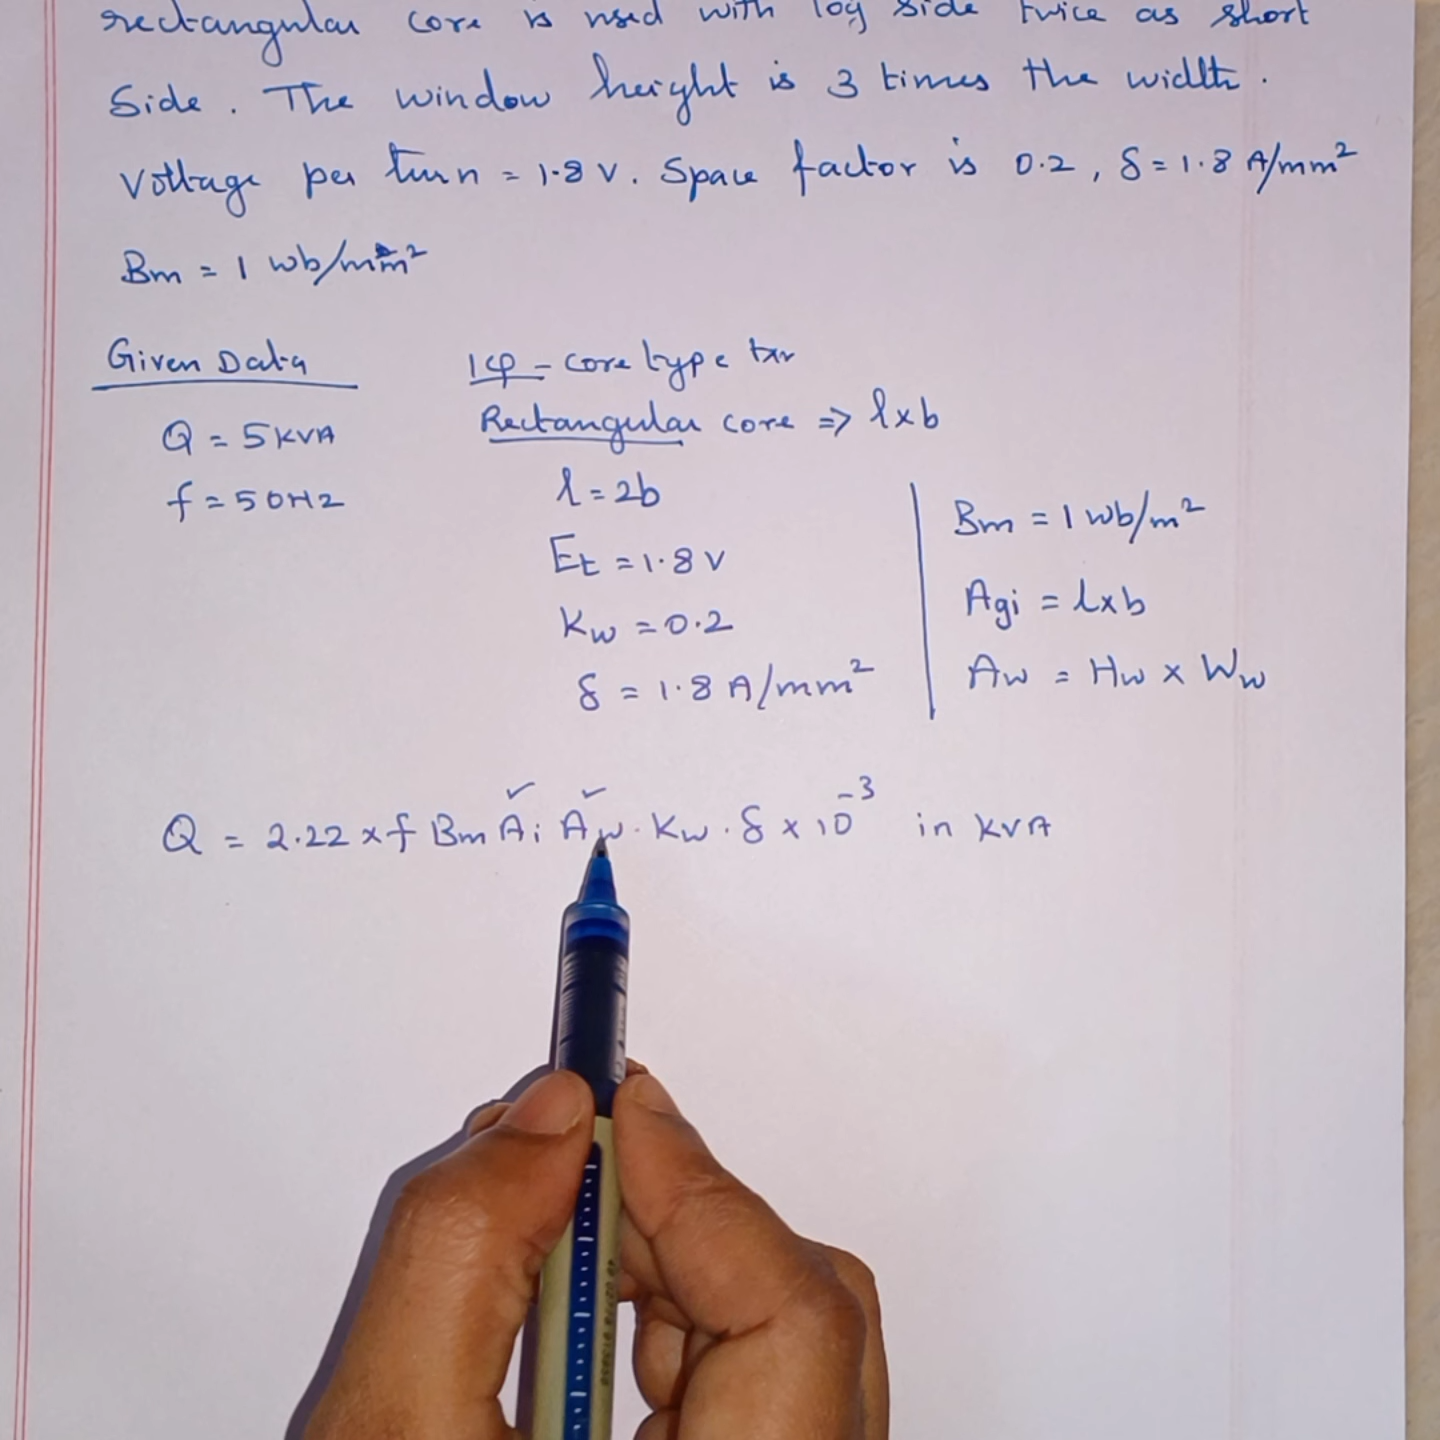 rectangular core is used with log side twice as short
Side. The window height is 3 times the width.
Voltage per turn = 1.8 V. Space factor is 0.2, δ = 1.8 A/mm²
Bm = 1 wb/m²
Given Data
Q = 5KVA
f = 50Hz
1φ - core type txr
Rectangular core => l x b
l = 2b
Et = 1.8 V
Kw = 0.2
δ = 1.8 A/mm²
Bm = 1 wb/m²
Agi = l x b
Aw = Hw x Ww
Q = 2.22 x f Bm Ai Aw . Kw . δ x 10⁻³ in KVA